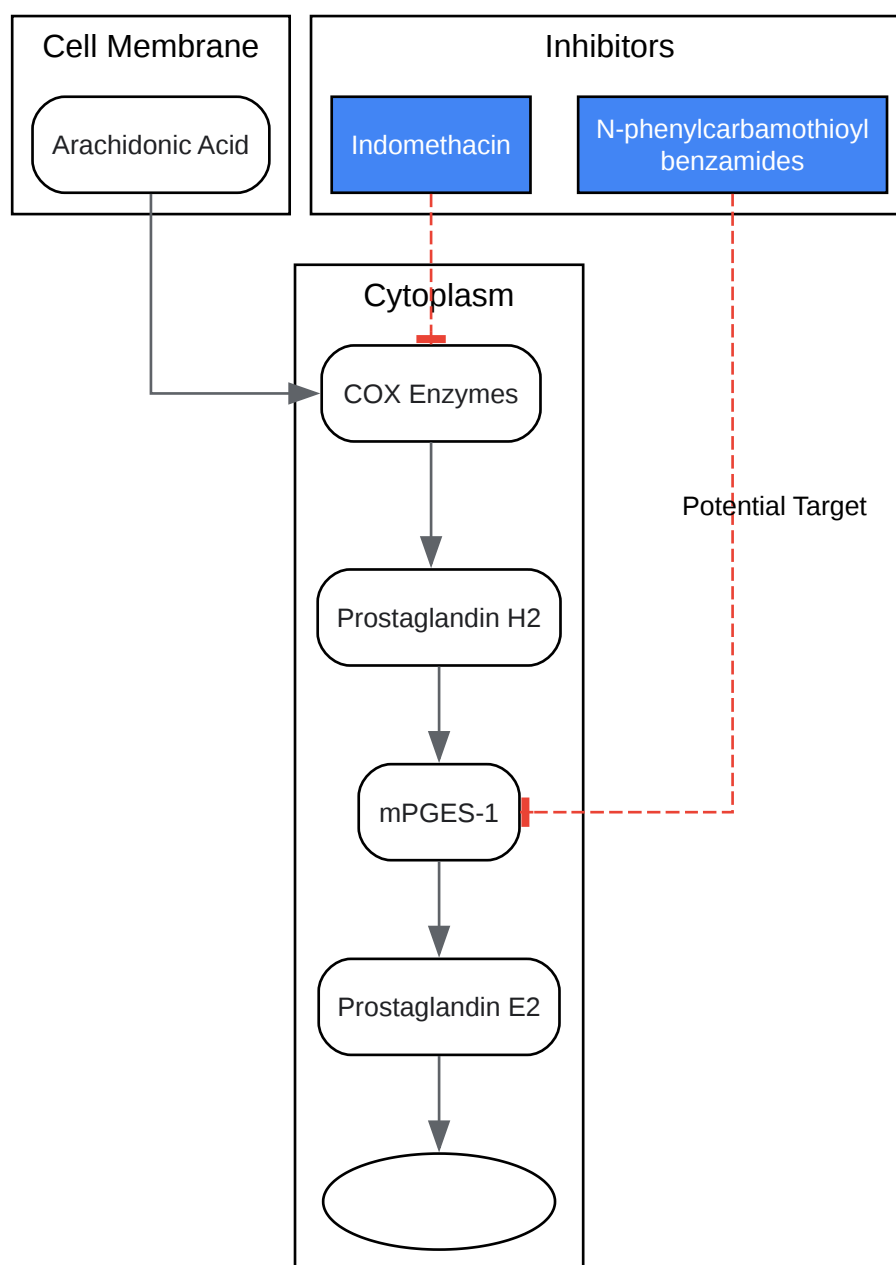 Cell Membrane
Arachidonic Acid
Inhibitors
Indomethacin
N-phenylcarbamothioyl
benzamides
Cytoplasm
COX Enzymes
Potential Target
Prostaglandin H2
mPGES-1
Prostaglandin E2